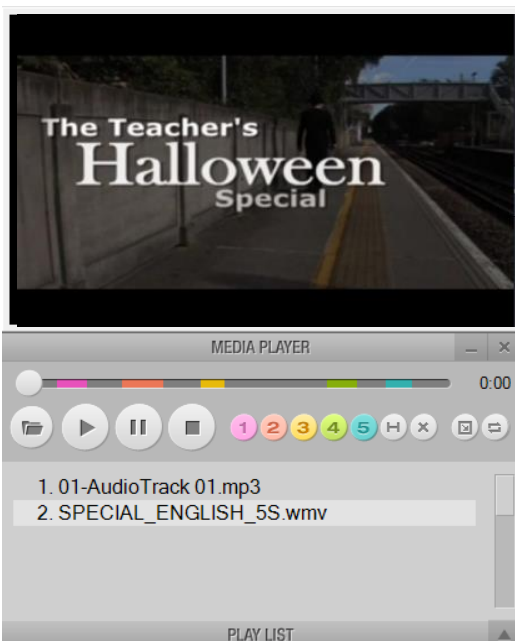 The Teacher's
Halloween
Special
MEDIA PLAYER
0:00
1 2 3 4 5 H X
1. 01-AudioTrack 01.mp3
2. SPECIAL_ENGLISH_5S.wmv
PLAY LIST